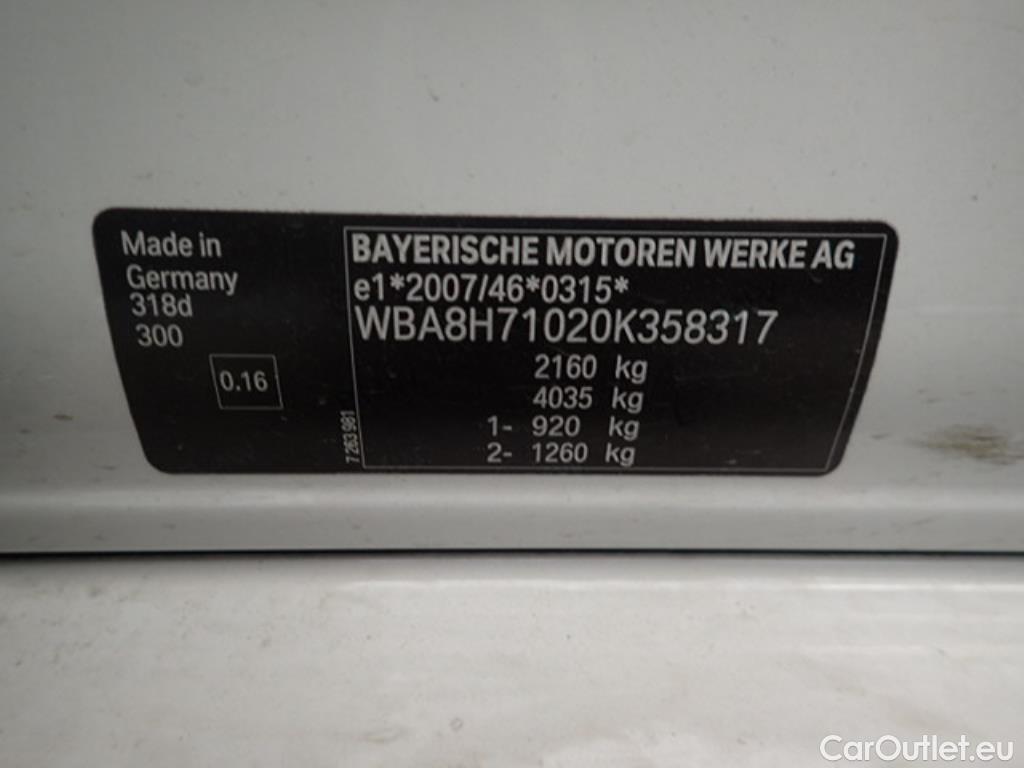 Made in
Germany
318d
300
0.16
7 263 981
BAYERISCHE MOTOREN WERKE AG
e1*2007/46*0315*
WBA8H71020K358317
2160 kg
4035 kg
1- 920 kg
2- 1260 kg
CarOutlet.eu